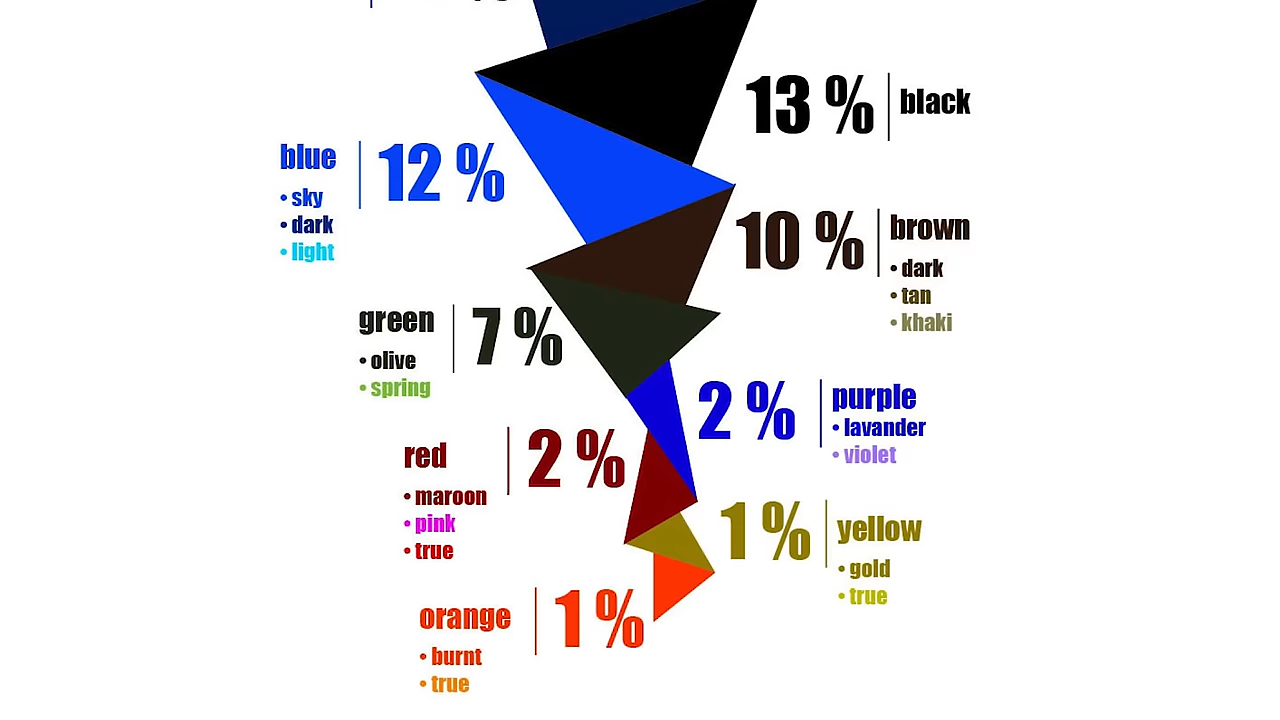 13 % black
blue 12 %
• sky
• dark
• light
10 % brown
• dark
• tan
• khaki
green 7 %
• olive
• spring
2 % purple
• lavander
• violet
red 2 %
• maroon
• pink
• true
1 % yellow
• gold
• true
orange 1 %
• burnt
• true